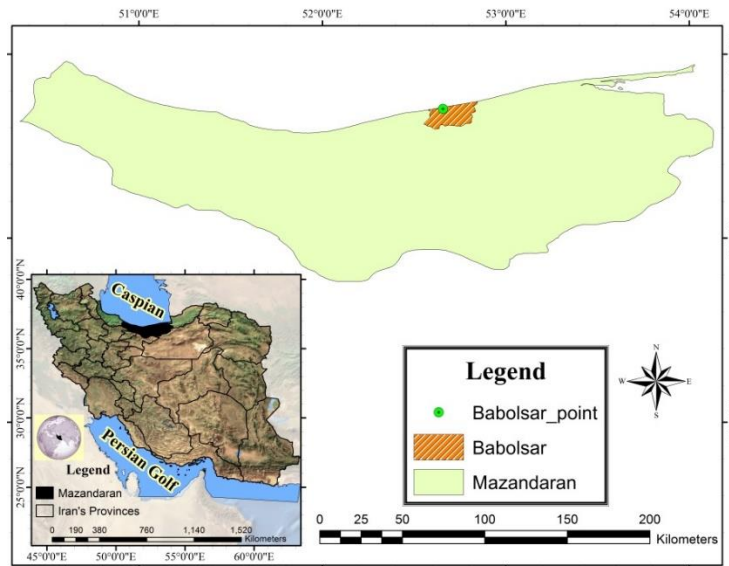 51°0'0"E 52°0'0"E 53°0'0"E 54°0'0"E
40°0'0"N
35°0'0"N
30°0'0"N
25°0'0"N
Caspian
Persian Golf
Legend
Mazandaran
Iran's Provinces
0 190 380 760 1,140 1,520
Kilometers
45°0'0"E 50°0'0"E 55°0'0"E 60°0'0"E
N
W E
S
Legend
Babolsar_point
Babolsar
Mazandaran
0 25 50 100 150 200
Kilometers